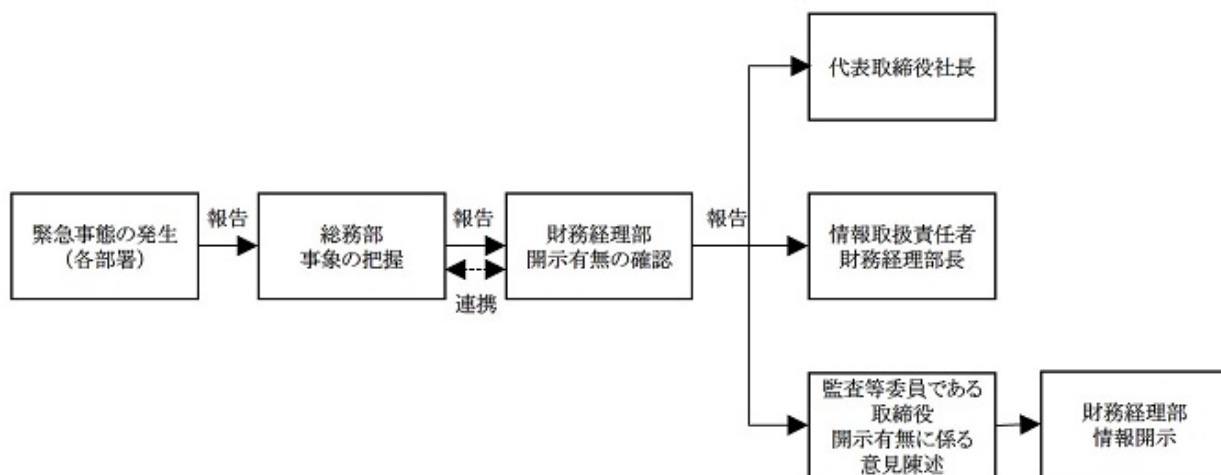 代表取締役社長
緊急事態の発生
（各部署）
報告
総務部
事象の把握
報告
連携
財務経理部
開示有無の確認
報告
情報取扱責任者
財務経理部長
監査等委員である
取締役
開示有無に係る
意見陳述
財務経理部
情報開示